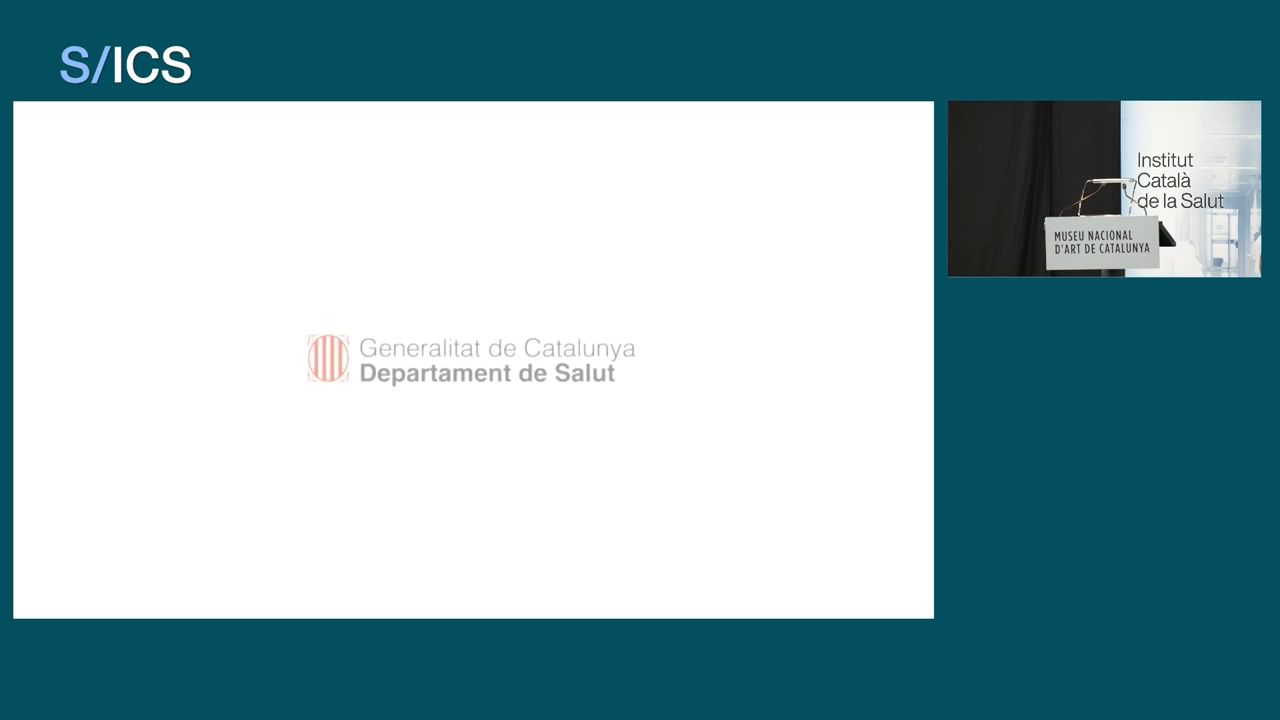 S/ICS
Generalitat de Catalunya
Departament de Salut
Institut
Català
de la Salut
MUSEU NACIONAL
D'ART DE CATALUNYA